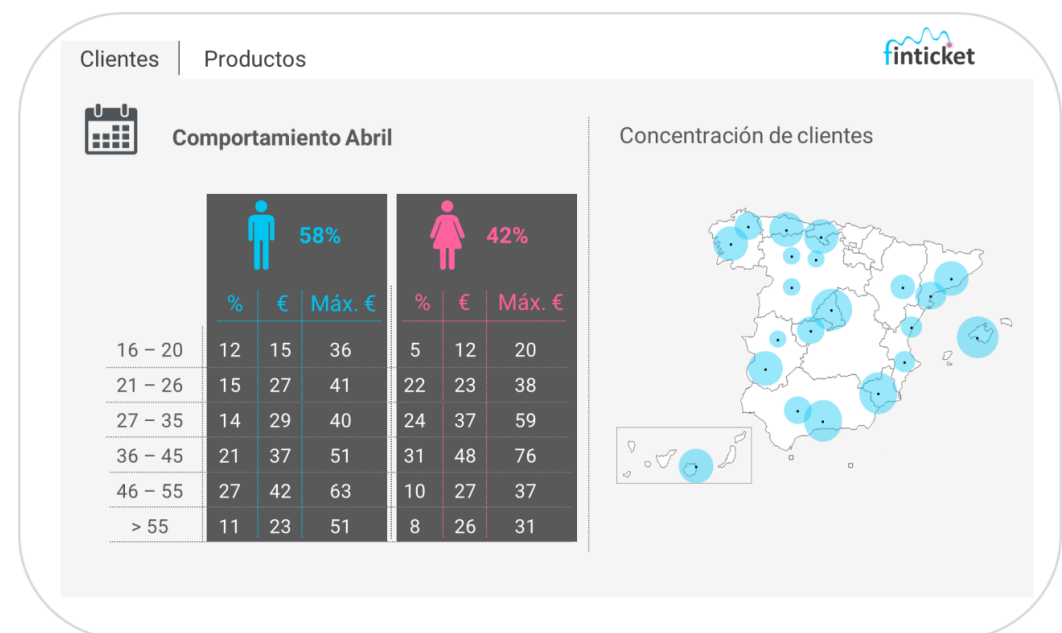 Clientes Productos
finticket
Comportamiento Abril
Concentración de clientes
58% 42%
% € Máx. € % € Máx. €
16 – 20 12 15 36 5 12 20
21 – 26 15 27 41 22 23 38
27 – 35 14 29 40 24 37 59
36 – 45 21 37 51 31 48 76
46 – 55 27 42 63 10 27 37
> 55 11 23 51 8 26 31